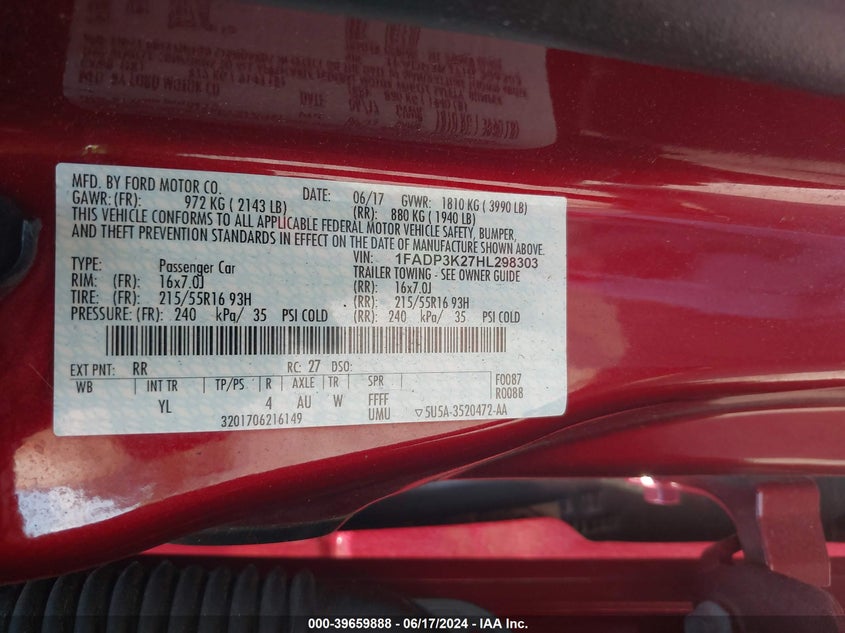 MFD. BY FORD MOTOR CO. DATE: 06/17 GVWR: 1810 KG ( 3990 LB)
GAWR: (FR): 972 KG ( 2143 LB) (RR): 880 KG ( 1940 LB)
THIS VEHICLE CONFORMS TO ALL APPLICABLE FEDERAL MOTOR VEHICLE SAFETY, BUMPER,
AND THEFT PREVENTION STANDARDS IN EFFECT ON THE DATE OF MANUFACTURE SHOWN ABOVE.
VIN: 1FADP3K27HL298303
TYPE: Passenger Car TRAILER TOWING - SEE OWNER GUIDE
RIM: (FR): 16x7.0J (RR): 16x7.0J
TIRE: (FR): 215/55R16 93H (RR): 215/55R16 93H
PRESSURE: (FR): 240 kPa/ 35 PSI COLD (RR): 240 kPa/ 35 PSI COLD
EXT PNT: RR RC: 27 DSO: F0087
WB INT TR TP/PS R AXLE TR SPR R0088
YL 4 AU W FFFF
UMU ▽5U5A-3520472-AA
3201706216149
000-39659888 - 06/17/2024 - IAA Inc.